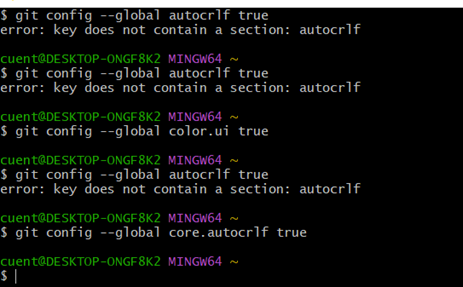 $ git config --global autocrlf true
error: key does not contain a section: autocrlf
cuent@DESKTOP-ONGF8K2 MINGW64 ~
$ git config --global autocrlf true
error: key does not contain a section: autocrlf
cuent@DESKTOP-ONGF8K2 MINGW64 ~
$ git config --global color.ui true
cuent@DESKTOP-ONGF8K2 MINGW64 ~
$ git config --global autocrlf true
error: key does not contain a section: autocrlf
cuent@DESKTOP-ONGF8K2 MINGW64 ~
$ git config --global core.autocrlf true
cuent@DESKTOP-ONGF8K2 MINGW64 ~
$